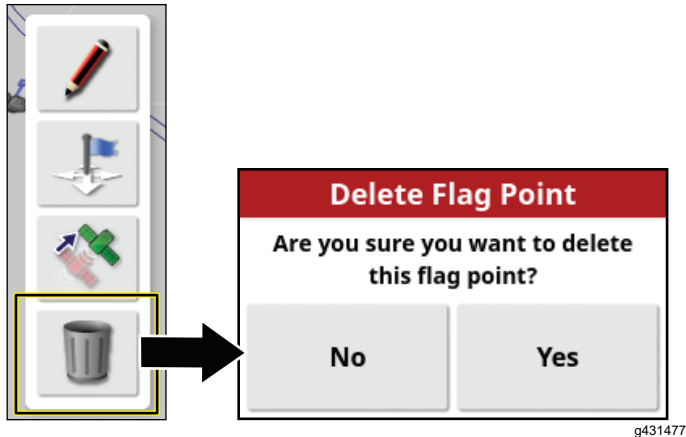 Delete Flag Point
Are you sure you want to delete
this flag point?
No
Yes
g431477